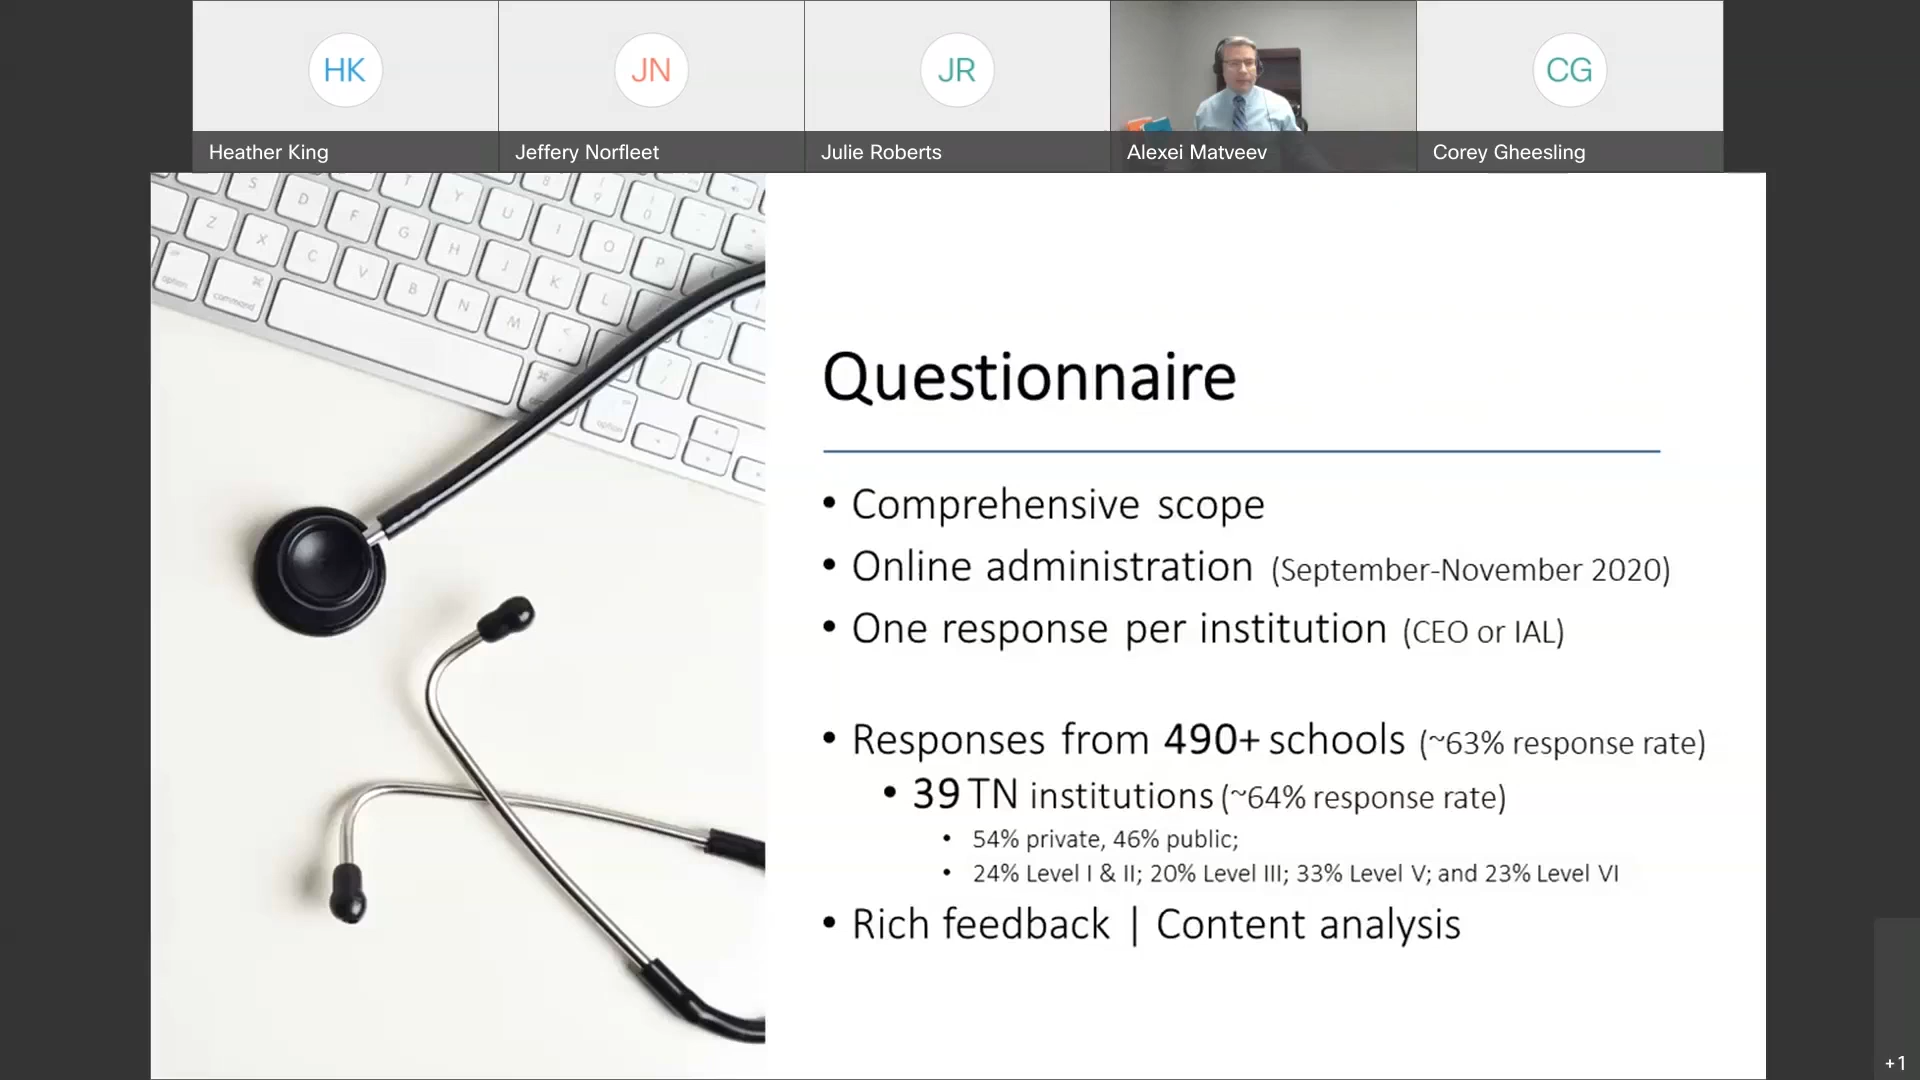 HK
JN
JR
CG
Heather King
Jeffery Norfleet
Julie Roberts
Alexei Matveev
Corey Gheesling
S
D
F
G
H
J
K
L
T
Y
U
I
O
P
Z
X
C
V
B
N
M
option
command
option
Questionnaire
• Comprehensive scope
• Online administration (September-November 2020)
• One response per institution (CEO or IAL)
• Responses from 490+ schools (~63% response rate)
• 39 TN institutions (~64% response rate)
• 54% private, 46% public;
• 24% Level I & II; 20% Level III; 33% Level V; and 23% Level VI
• Rich feedback | Content analysis
+1